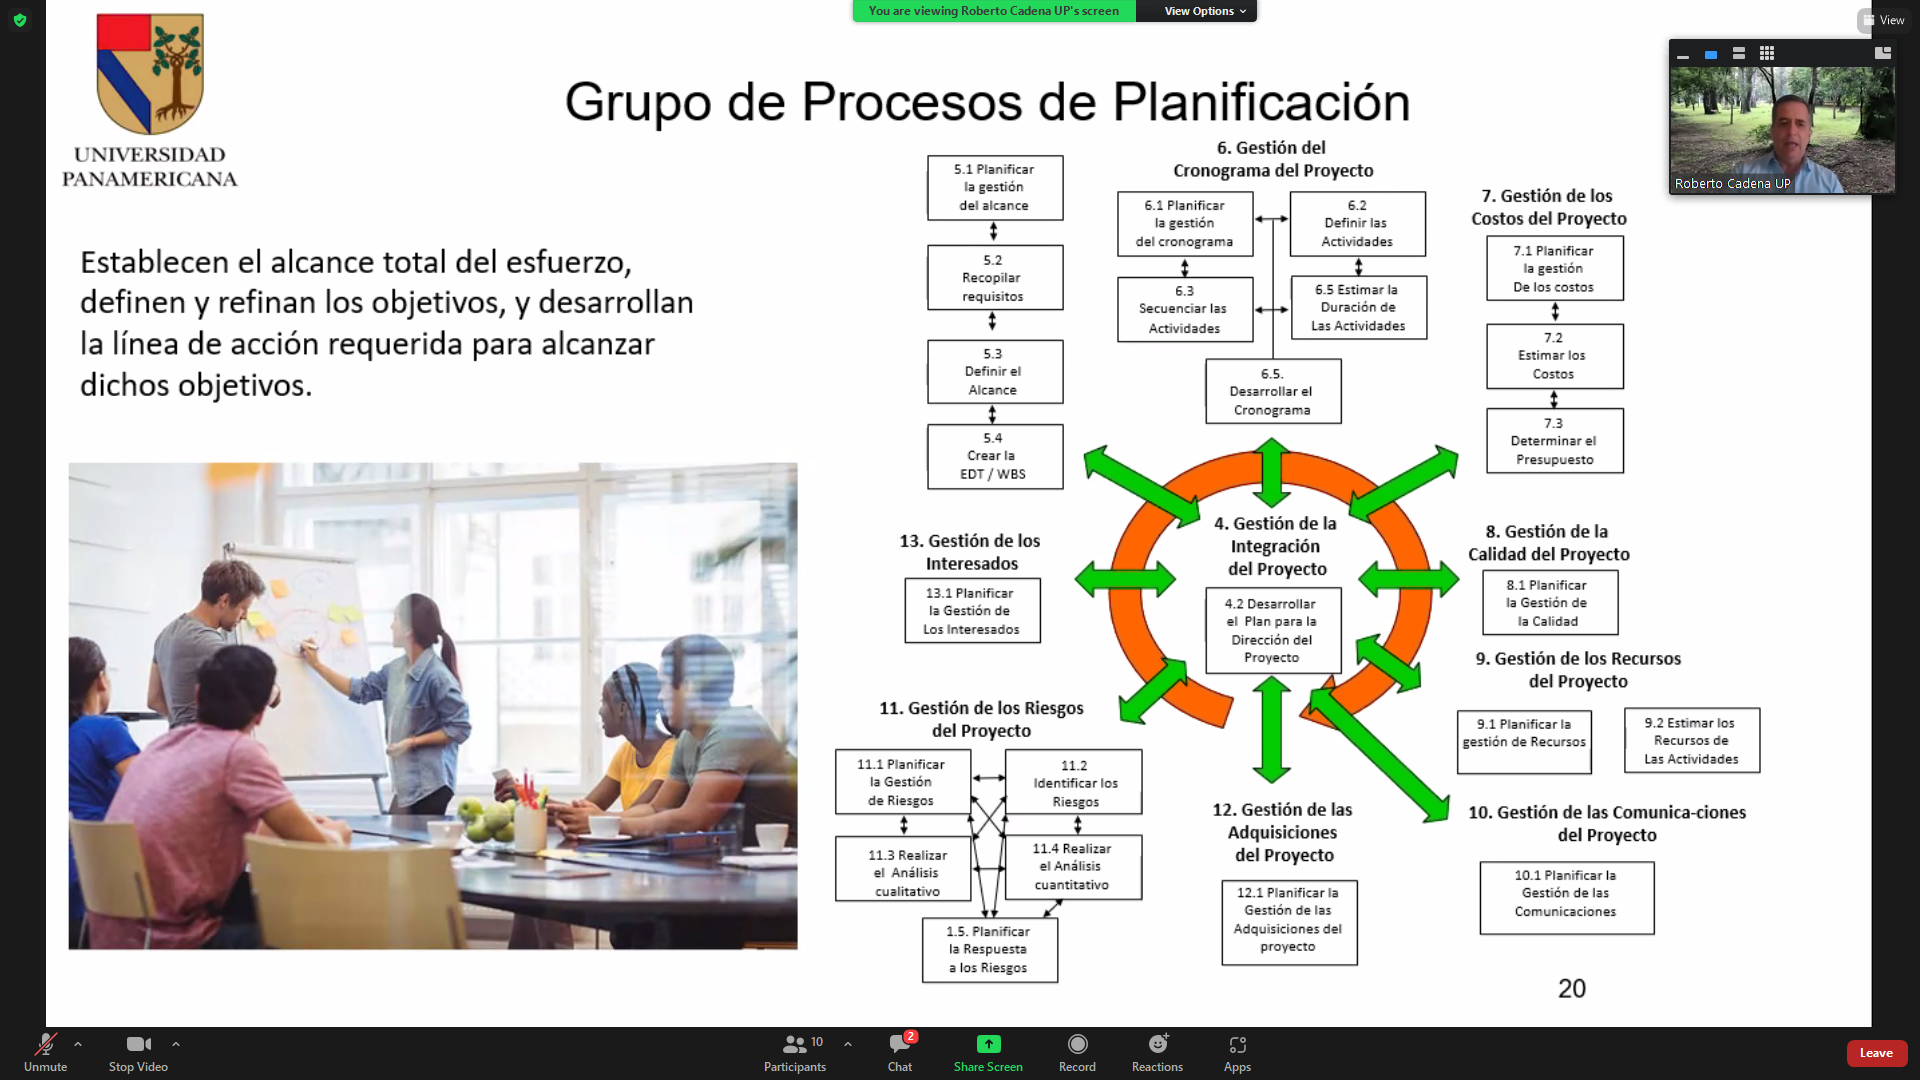 You are viewing Roberto Cadena UP's screen
View Options
View
UNIVERSIDAD
PANAMERICANA
Grupo de Procesos de Planificación
Roberto Cadena UP
Establecen el alcance total del esfuerzo,
definen y refinan los objetivos, y desarrollan
la línea de acción requerida para alcanzar
dichos objetivos.
5.1 Planificar
la gestión
del alcance
5.2
Recopilar
requisitos
5.3
Definir el
Alcance
5.4
Crear la
EDT / WBS
6. Gestión del
Cronograma del Proyecto
6.1 Planificar
la gestión
del cronograma
6.2
Definir las
Actividades
6.3
Secuenciar las
Actividades
6.5 Estimar la
Duración de
Las Actividades
6.5.
Desarrollar el
Cronograma
7. Gestión de los
Costos del Proyecto
7.1 Planificar
la gestión
De los costos
7.2
Estimar los
Costos
7.3
Determinar el
Presupuesto
4. Gestión de la
Integración
del Proyecto
4.2 Desarrollar
el Plan para la
Dirección del
Proyecto
8. Gestión de la
Calidad del Proyecto
8.1 Planificar
la Gestión de
la Calidad
13. Gestión de los
Interesados
13.1 Planificar
la Gestión de
Los Interesados
9. Gestión de los Recursos
del Proyecto
9.1 Planificar la
gestión de Recursos
9.2 Estimar los
Recursos de
Las Actividades
11. Gestión de los Riesgos
del Proyecto
11.1 Planificar
la Gestión
de Riesgos
11.2
Identificar los
Riesgos
11.3 Realizar
el Análisis
cualitativo
11.4 Realizar
el Análisis
cuantitativo
1.5. Planificar
la Respuesta
a los Riesgos
12. Gestión de las
Adquisiciones
del Proyecto
12.1 Planificar la
Gestión de las
Adquisiciones del
proyecto
10. Gestión de las Comunica-ciones
del Proyecto
10.1 Planificar la
Gestión de las
Comunicaciones
20
Unmute
Stop Video
10
Participants
2
Chat
Share Screen
Record
Reactions
Apps
Leave